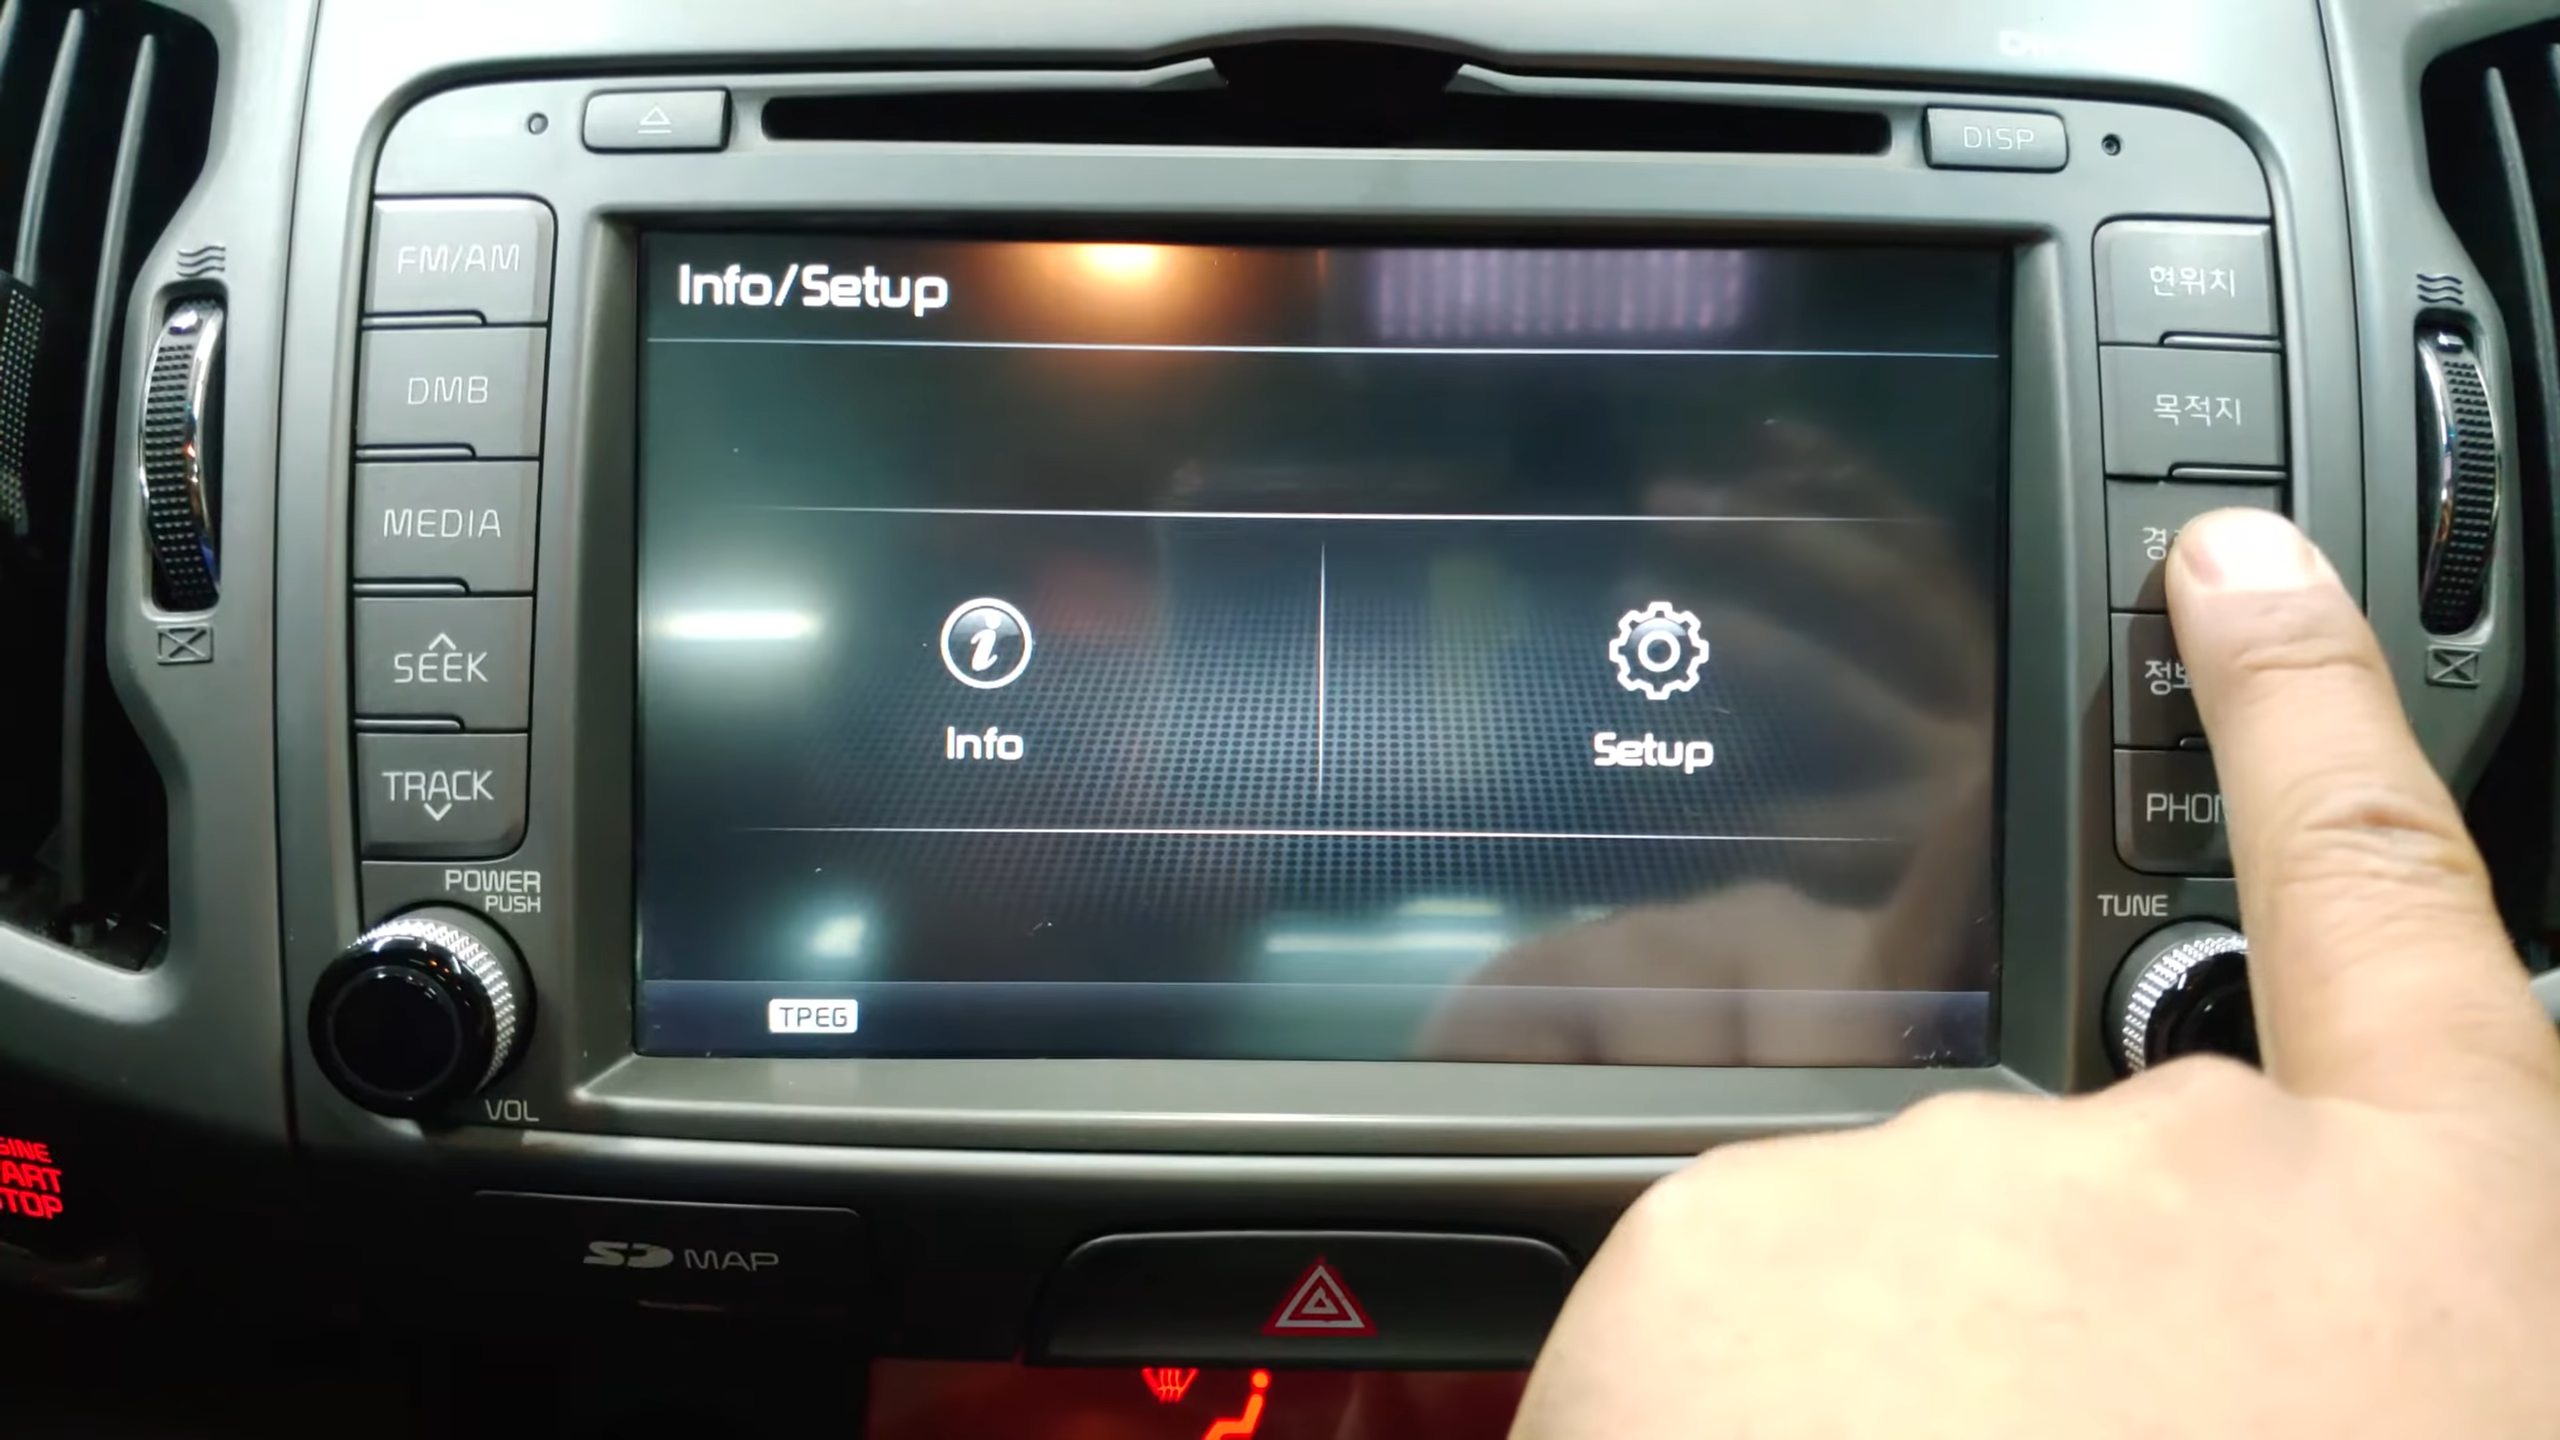 DISP
FM/AM
DMB
MEDIA
SEEK
TRACK
POWER
PUSH
VOL
Info/Setup
Info
Setup
TPEG
현위치
목적지
TUNE
SD MAP